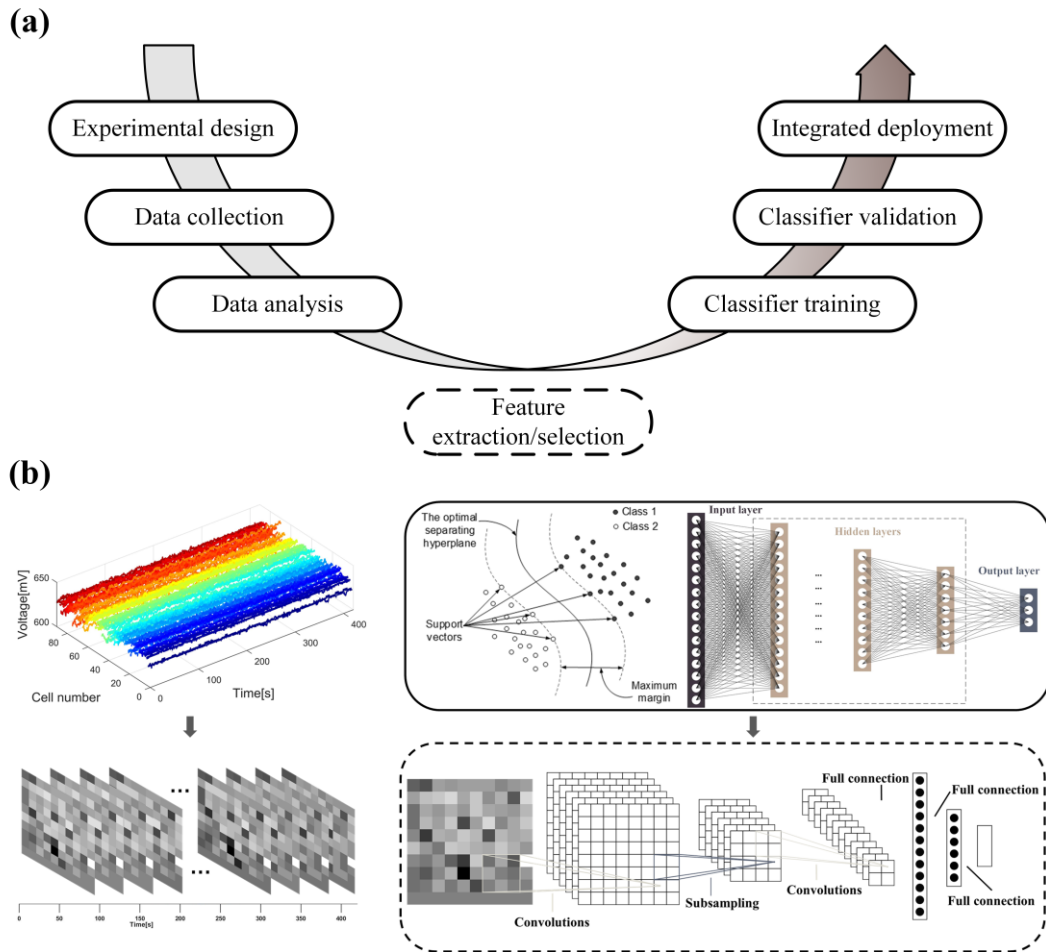 (a)
Experimental design
Integrated deployment
Data collection
Classifier validation
Data analysis
Classifier training
Feature
extraction/selection
(b)
650
600
Voltage[mV]
80
60
40
20
0
Cell number
0
100
200
300
400
Time[s]
The optimal
separating
hyperplane
Class 1
Class 2
Support
vectors
Maximum
margin
Input layer
Hidden layers
...
...
...
...
...
...
Output layer
...
...
0
50
100
150
200
250
300
350
400
Time[s]
Convolutions
Subsampling
Convolutions
Full connection
Full connection
Full connection